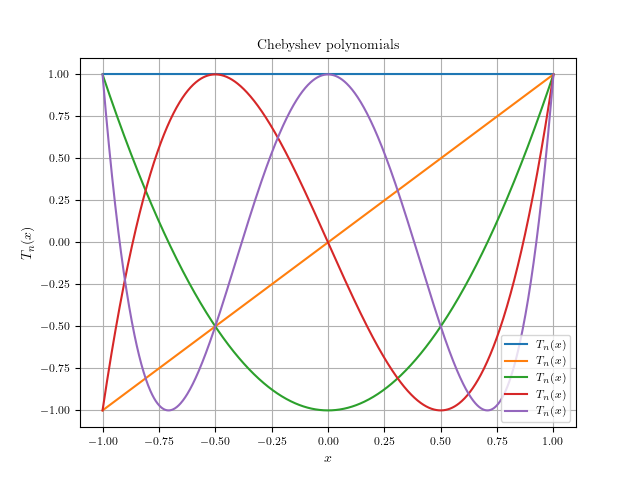 Chebyshev polynomials
1.00
0.75
0.50
0.25
0.00
−0.25
−0.50
−0.75
−1.00
T_n(x)
−1.00 −0.75 −0.50 −0.25 0.00 0.25 0.50 0.75 1.00
x
T_n(x)
T_n(x)
T_n(x)
T_n(x)
T_n(x)